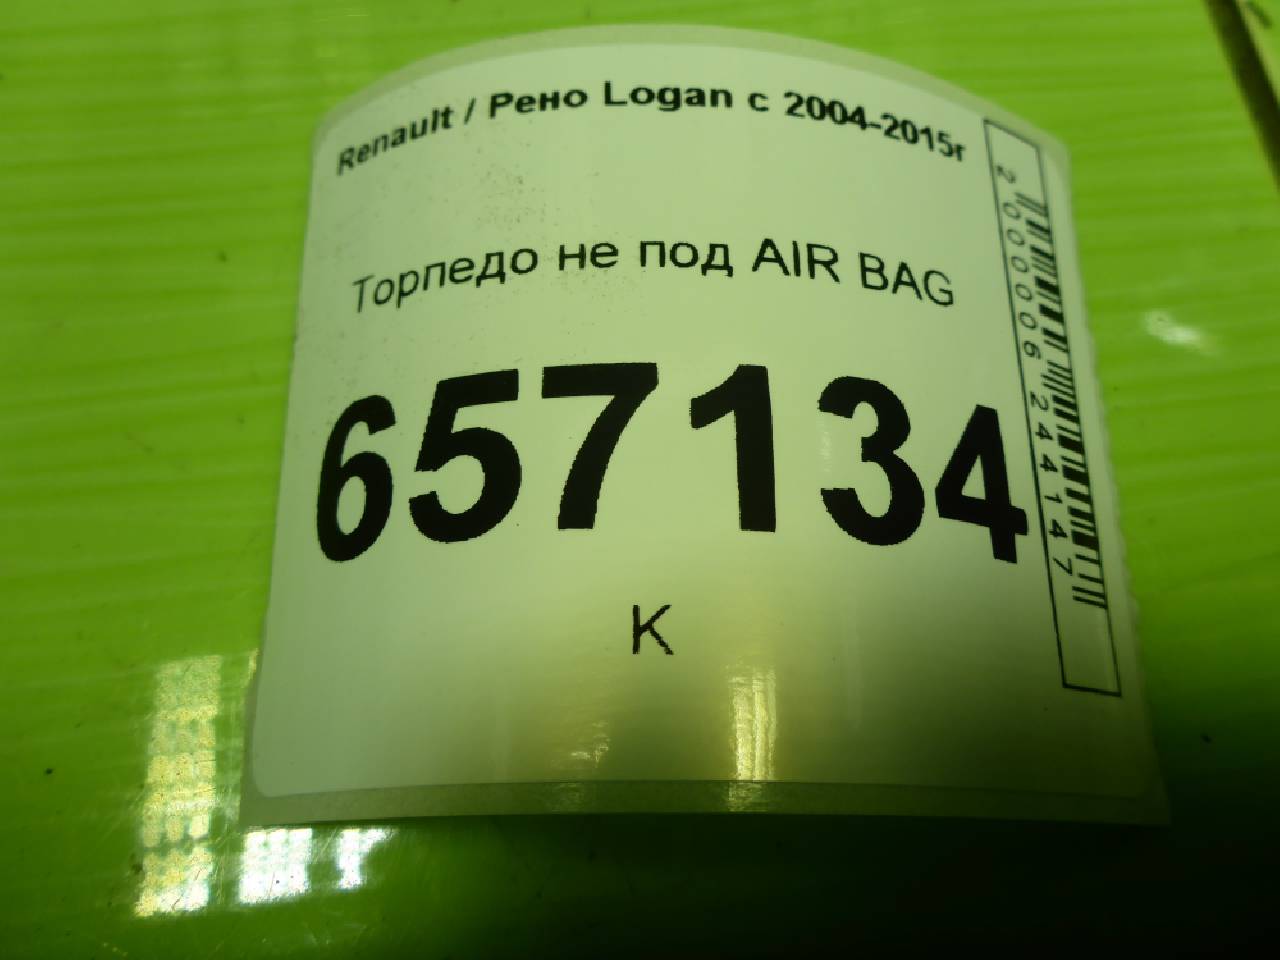 Renault / Рено Logan с 2004-2015г
Торпедо не под AIR BAG
657134
К
2000006244147